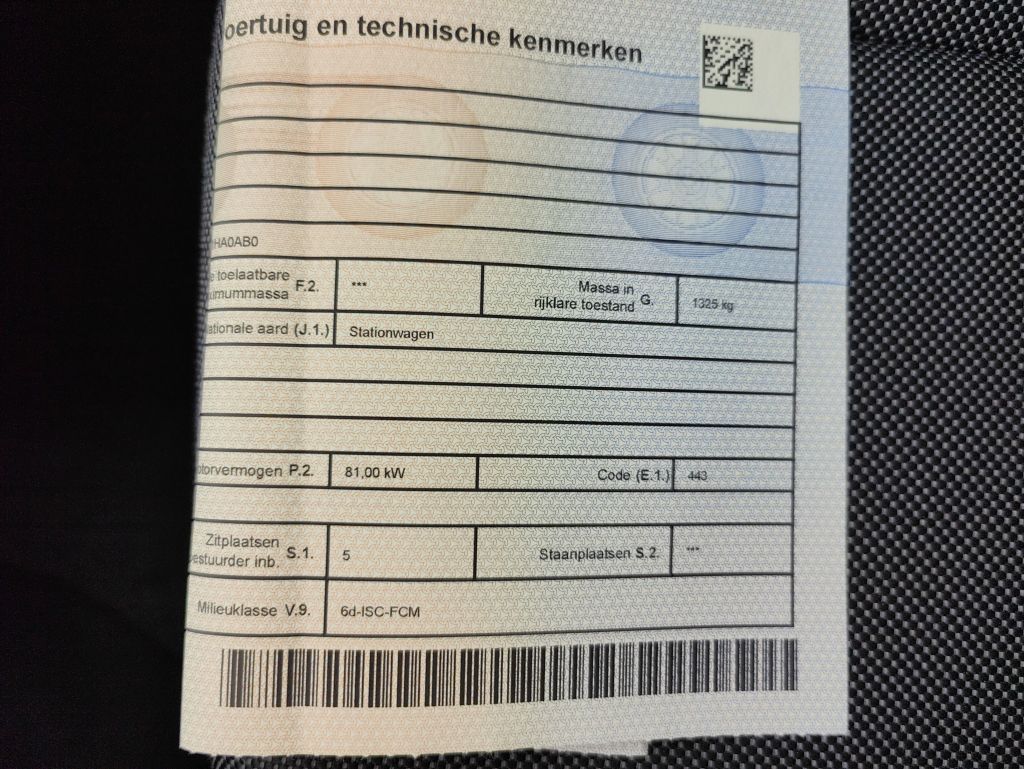 oertuig en technische kenmerken
HA0AB0
e toelaatbare
umummassa F.2. *** Massa in
rijklare toestand G. 1325 kg
ationale aard (J.1.) Stationwagen
otorvermogen P.2. 81,00 kW Code (E.1.) 443
Zitplaatsen
estuurder inb. S.1. 5 Staanplaatsen S.2. ***
Milieuklasse V.9. 6d-ISC-FCM